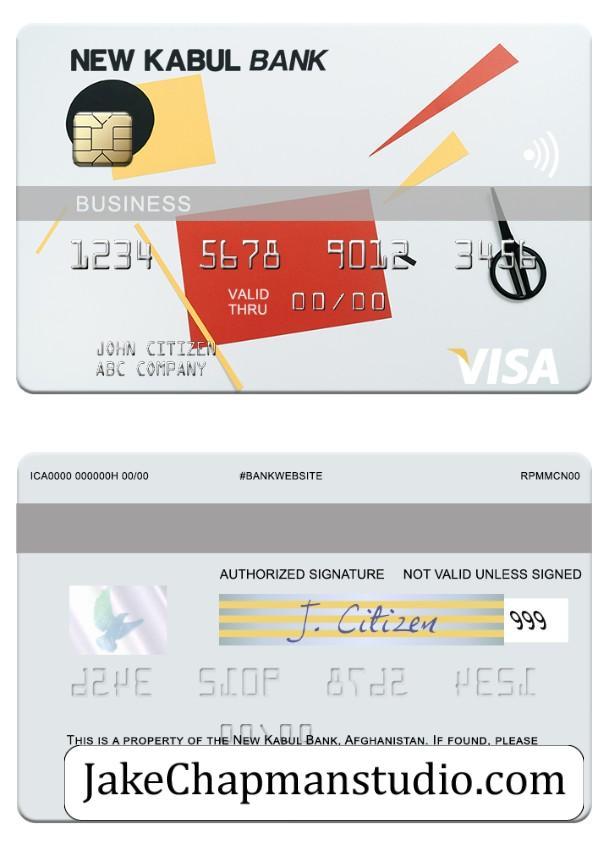 NEW KABUL BANK
BUSINESS
1234 5678 9012 3456
VALID THRU 00/00
JOHN CITIZEN
ABC COMPANY
VISA
ICA0000 000000H 00/00 #BANKWEBSITE RPMMCN00
AUTHORIZED SIGNATURE NOT VALID UNLESS SIGNED
J. Citizen 999
THIS IS A PROPERTY OF THE NEW KABUL BANK, AFGHANISTAN. IF FOUND, PLEASE
JakeChapmanstudio.com